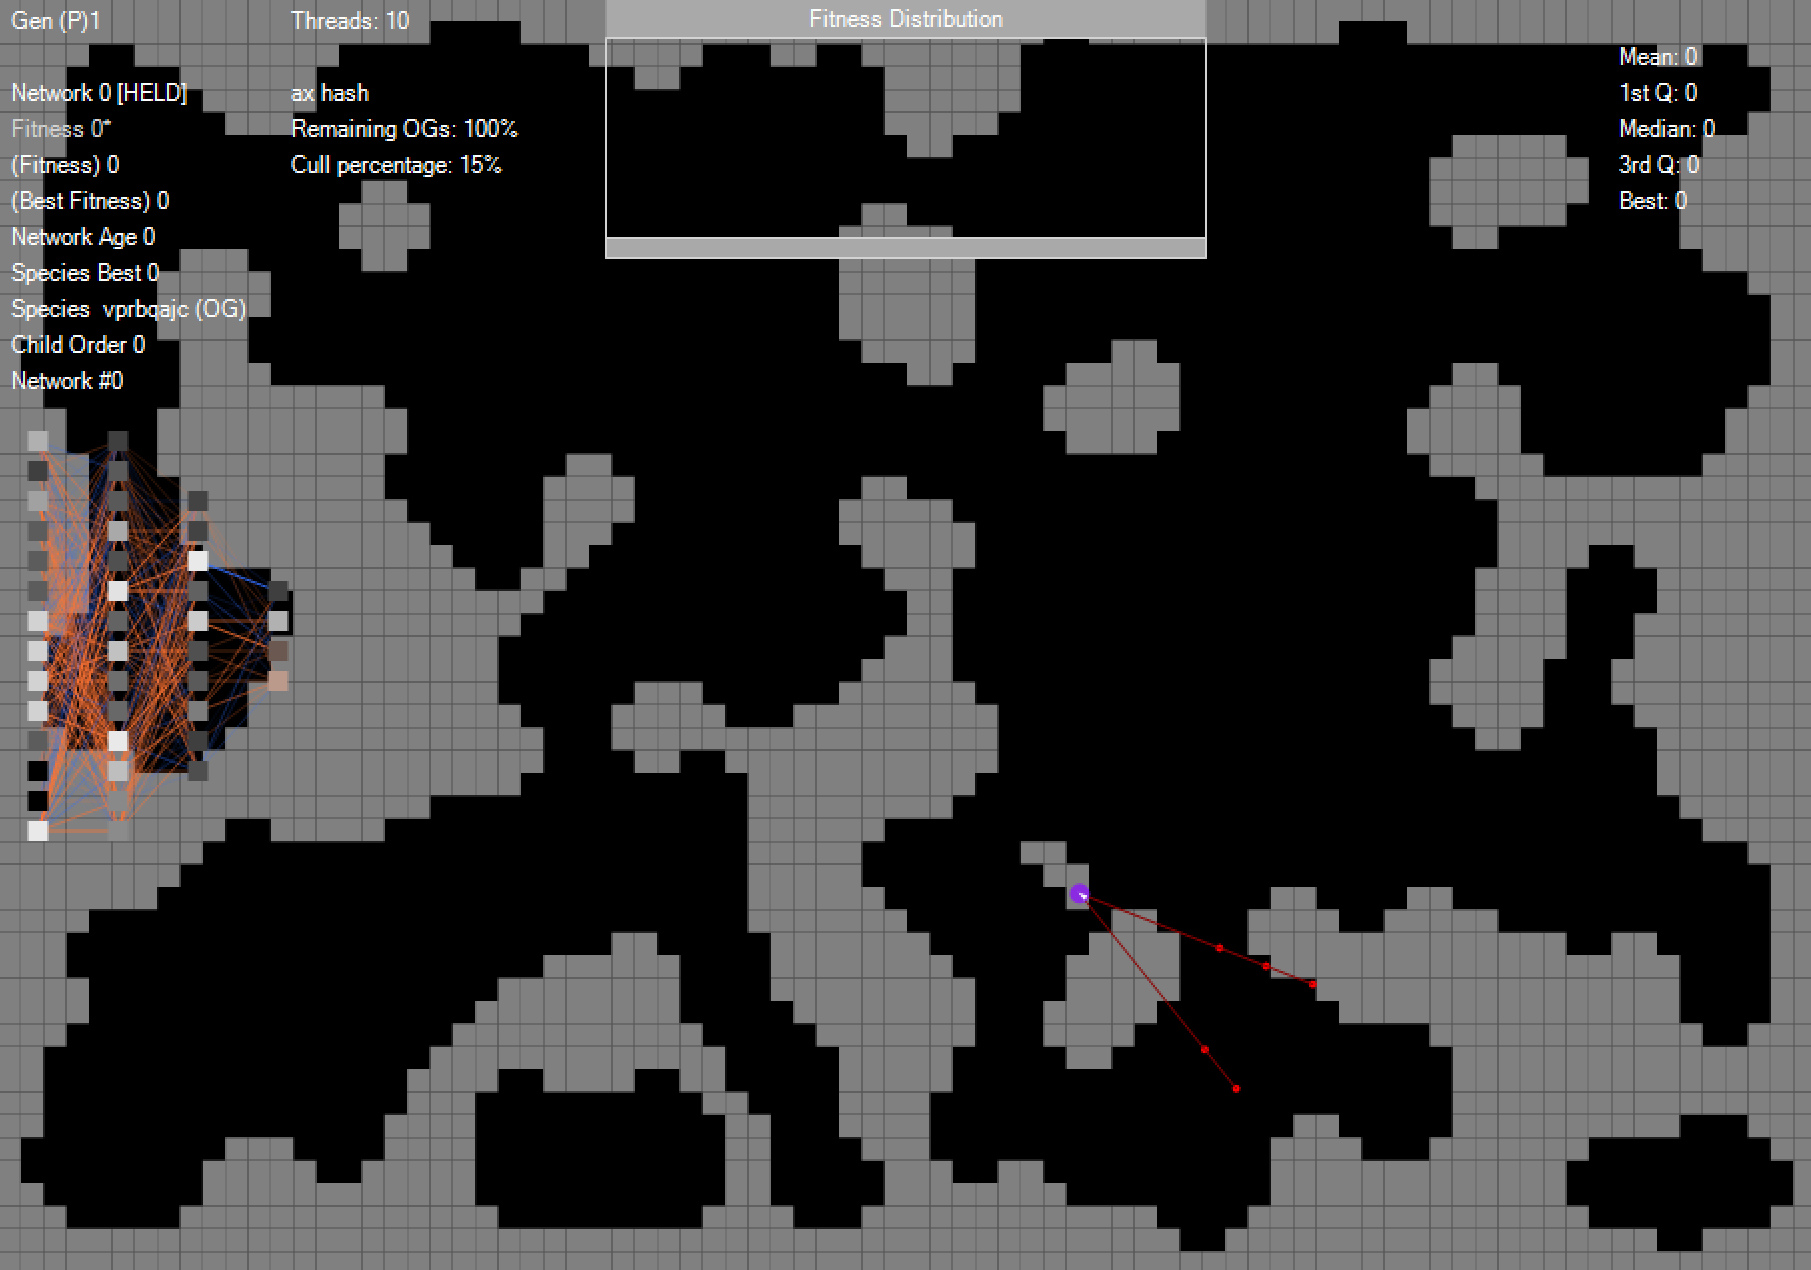 Gen (P)1
Threads: 10
Fitness Distribution
Network 0 [HELD]
Fitness 0*
(Fitness) 0
(Best Fitness) 0
Network Age 0
Species Best 0
Species  vprbqajc (OG)
Child Order 0
Network #0
ax hash
Remaining OGs: 100%
Cull percentage: 15%
Mean: 0
1st Q: 0
Median: 0
3rd Q: 0
Best: 0